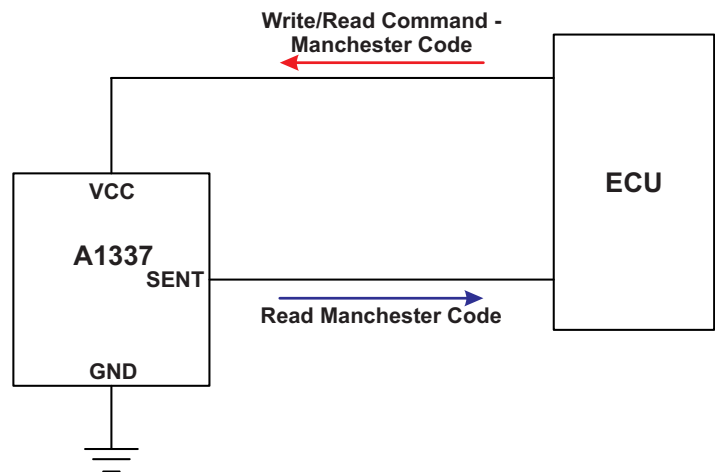 Write/Read Command -
Manchester Code
ECU
VCC
A1337
SENT
Read Manchester Code
GND